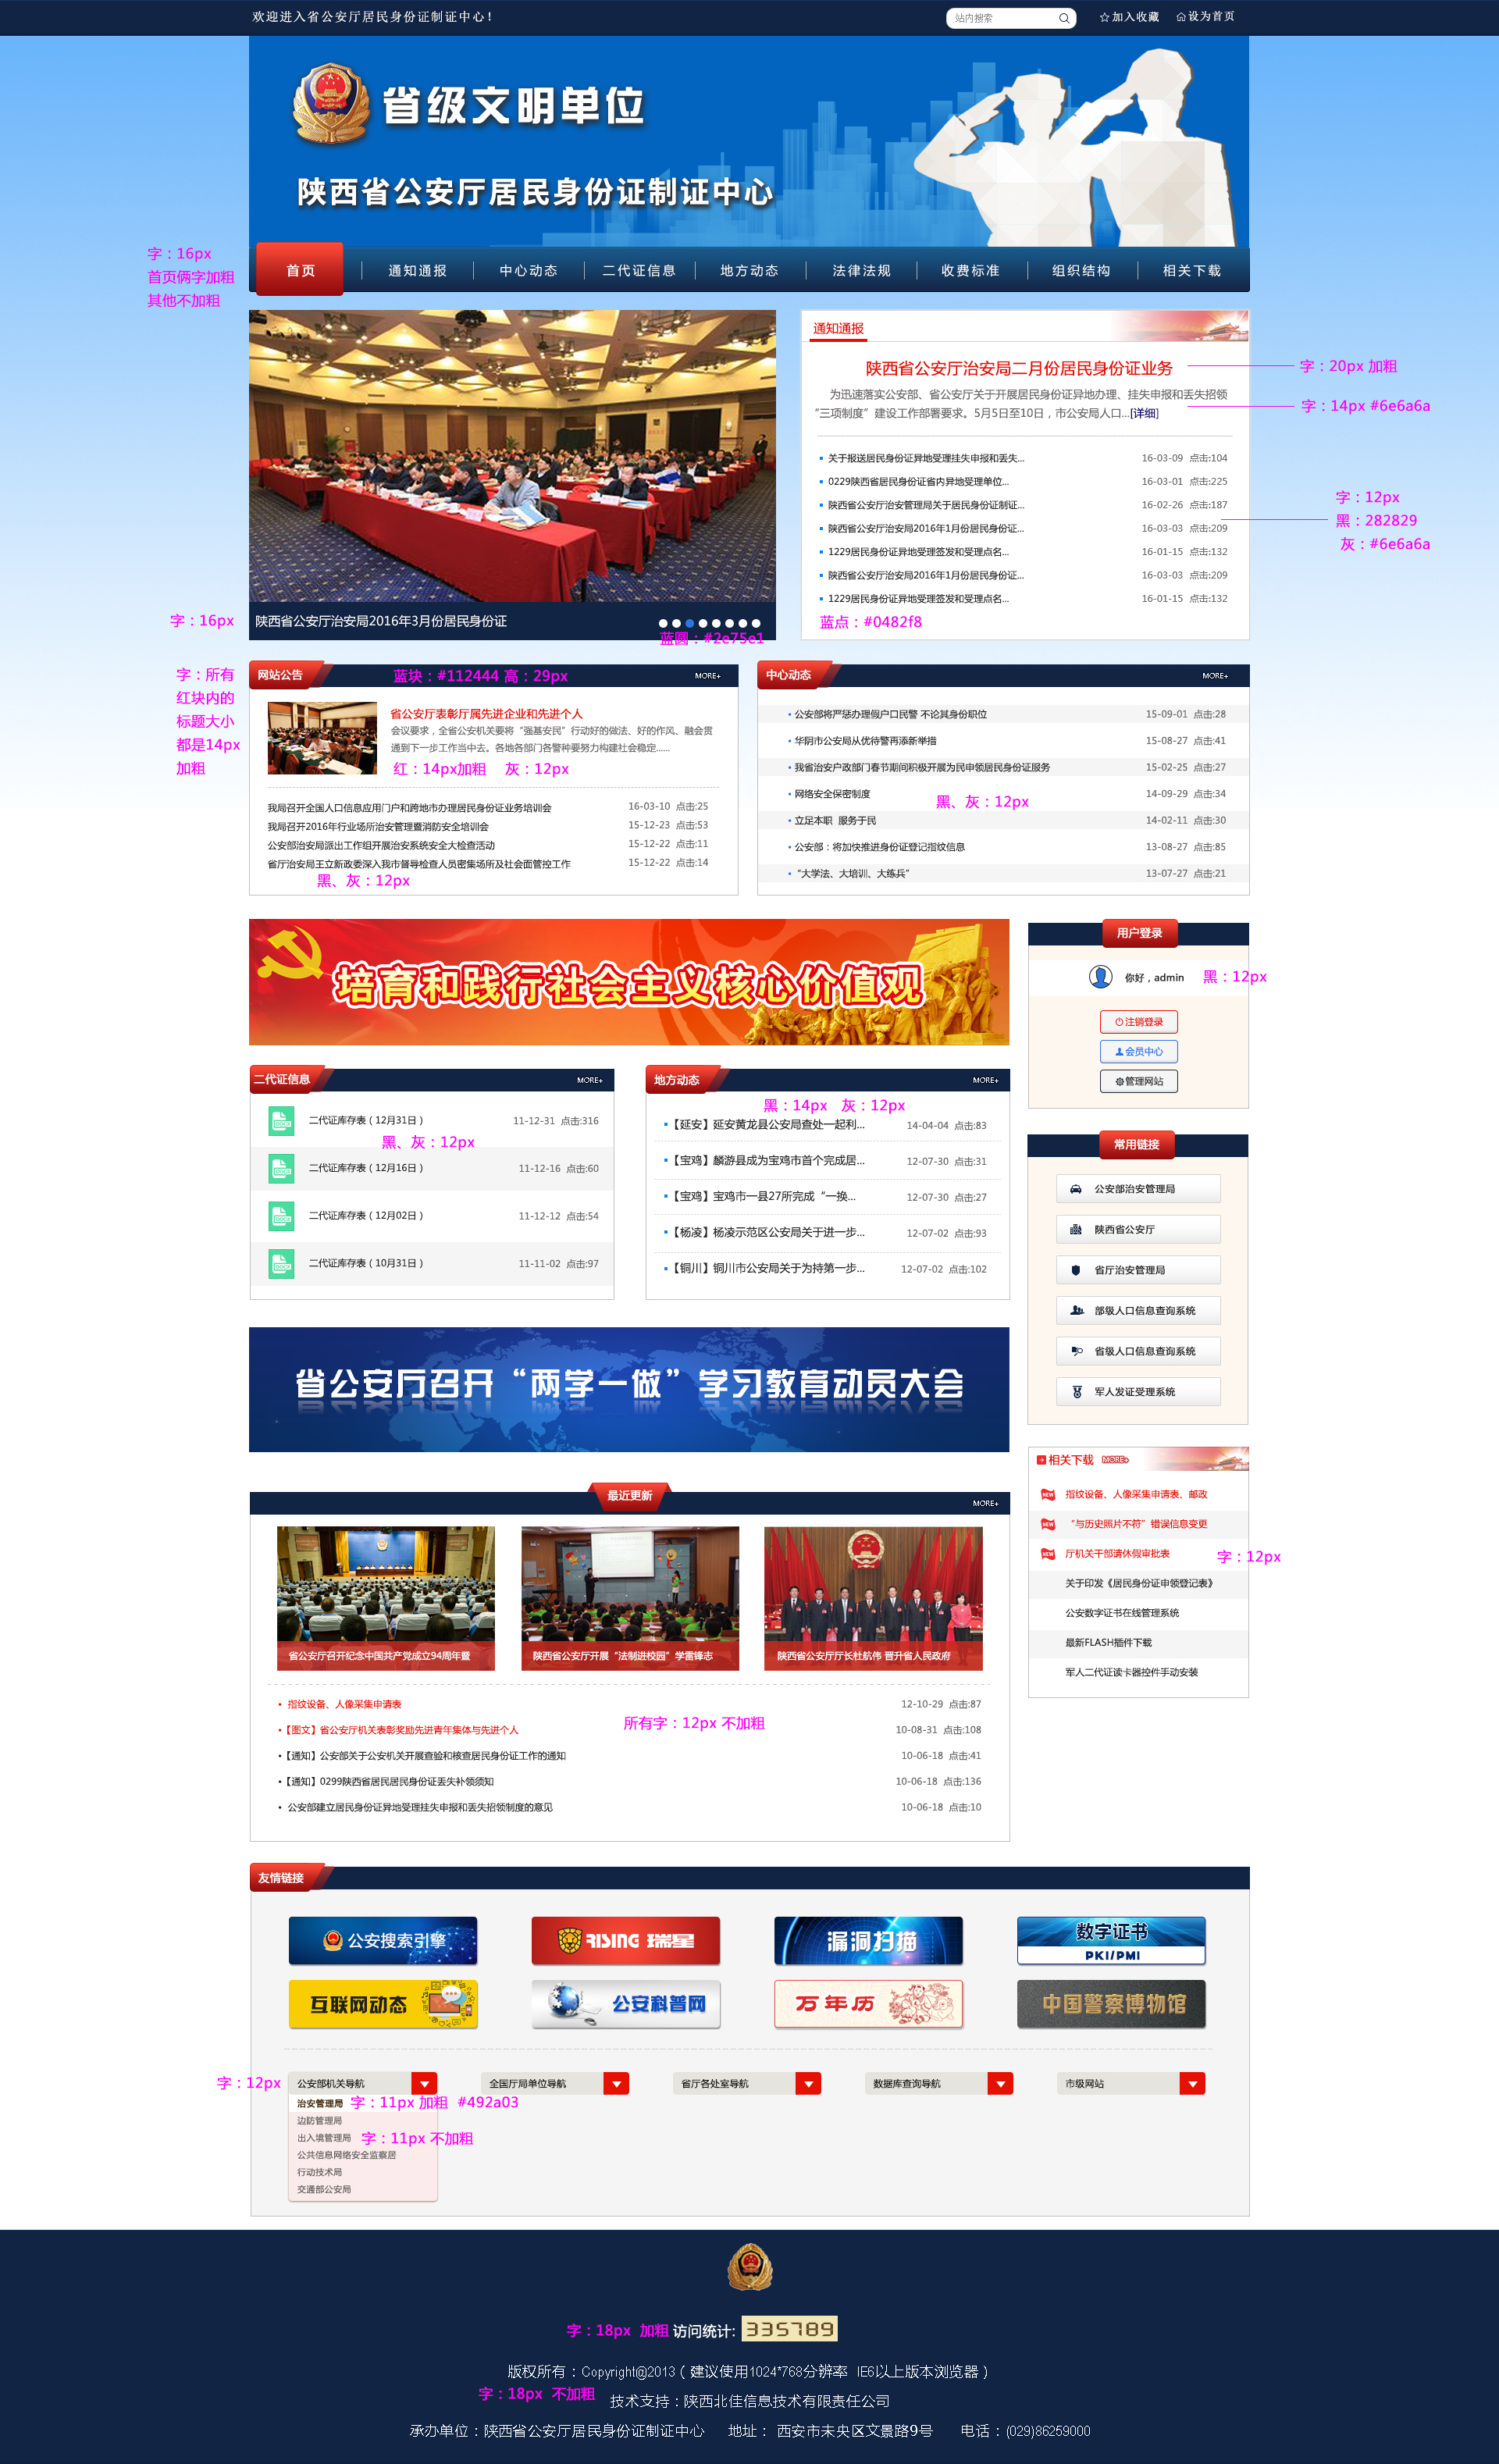 欢迎进入省公安厅居民身份证制证中心！
站内搜索
加入收藏
设为首页
省级文明单位
陕西省公安厅居民身份证制证中心
字：16px
首页俩字加粗
其他不加粗
首页
通知通报
中心动态
二代证信息
地方动态
法律法规
收费标准
组织结构
相关下载
陕西省公安厅治安局2016年3月份居民身份证
字：16px
蓝圆：#2e75e1
通知通报
陕西省公安厅治安局二月份居民身份证业务
字：20px 加粗
为迅速落实公安部、省公安厅关于开展居民身份证异地办理、挂失申报和丢失招领
“三项制度”建设工作部署要求。5月5日至10日，市公安局人口...[详细]
字：14px #6e6a6a
关于报送居民身份证异地受理挂失申报和丢失... 16-03-09 点击:104
0229陕西省居民身份证省内异地受理单位... 16-03-01 点击:225
陕西省公安厅治安管理局关于居民身份证制证... 16-02-26 点击:187
陕西省公安厅治安局2016年1月份居民身份证... 16-03-03 点击:209
1229居民身份证异地受理签发和受理点名... 16-01-15 点击:132
陕西省公安厅治安局2016年1月份居民身份证... 16-03-03 点击:209
1229居民身份证异地受理签发和受理点名... 16-01-15 点击:132
字：12px
黑：282829
灰：#6e6a6a
蓝点：#0482f8
字：所有
红块内的
标题大小
都是14px
加粗
网站公告
蓝块：#112444 高：29px
MORE+
省公安厅表彰厅属先进企业和先进个人
会议要求，全省公安机关要将“强基安民”行动好的做法、好的作风、融会贯
通到下一步工作当中去。各地各部门各警种要努力构建社会稳定......
红：14px加粗 灰：12px
我局召开全国人口信息应用门户和跨地市办理居民身份证业务培训会 16-03-10 点击:25
我局召开2016年行业场所治安管理暨消防安全培训会 15-12-23 点击:53
公安部治安局派出工作组开展治安系统安全大检查活动 15-12-22 点击:11
省厅治安局王立新政委深入我市督导检查人员密集场所及社会面管控工作 15-12-22 点击:14
黑、灰：12px
中心动态
MORE+
公安部将严惩办理假户口民警 不论其身份职位 15-09-01 点击:28
华阴市公安局从优待警再添新举措 15-08-27 点击:41
我省治安户政部门春节期间积极开展为民申领居民身份证服务 15-02-25 点击:27
网络安全保密制度 14-09-29 点击:34
黑、灰：12px
立足本职 服务于民 14-02-11 点击:30
公安部：将加快推进身份证登记指纹信息 13-08-27 点击:85
“大学法、大培训、大练兵” 13-07-27 点击:21
培育和践行社会主义核心价值观
用户登录
你好，admin
黑：12px
注销登录
会员中心
管理网站
二代证信息
MORE+
二代证库存表（12月31日） 11-12-31 点击:316
黑、灰：12px
二代证库存表（12月16日） 11-12-16 点击:60
二代证库存表（12月02日） 11-12-12 点击:54
二代证库存表（10月31日） 11-11-02 点击:97
地方动态
MORE+
黑：14px 灰：12px
【延安】延安黄龙县公安局查处一起利... 14-04-04 点击:83
【宝鸡】麟游县成为宝鸡市首个完成居... 12-07-30 点击:31
【宝鸡】宝鸡市一县27所完成“一换... 12-07-30 点击:27
【杨凌】杨凌示范区公安局关于进一步... 12-07-02 点击:93
【铜川】铜川市公安局关于为持第一步... 12-07-02 点击:102
常用链接
公安部治安管理局
陕西省公安厅
省厅治安管理局
部级人口信息查询系统
省级人口信息查询系统
军人发证受理系统
省公安厅召开“两学一做”学习教育动员大会
相关下载
MORE+
NEW 指纹设备、人像采集申请表、邮政
NEW “与历史照片不符”错误信息变更
NEW 厅机关干部请休假审批表
字：12px
关于印发《居民身份证申领登记表》
公安数字证书在线管理系统
最新FLASH插件下载
军人二代证读卡器控件手动安装
最近更新
MORE+
省公安厅召开纪念中国共产党成立94周年暨
陕西省公安厅开展“法制进校园”学雷锋志
陕西省公安厅厅长杜航伟 晋升省人民政府
指纹设备、人像采集申请表 12-10-29 点击:87
所有字：12px 不加粗
【图文】省公安厅机关表彰奖励先进青年集体与先进个人 10-08-31 点击:108
【通知】公安部关于公安机关开展查验和核查居民身份证工作的通知 10-06-18 点击:41
【通知】0299陕西省居民居民身份证丢失补领须知 10-06-18 点击:136
公安部建立居民身份证异地受理挂失申报和丢失招领制度的意见 10-06-18 点击:10
友情链接
公安搜索引擎
RISING 瑞星
漏洞扫描
数字证书
PKI/PMI
互联网动态
公安科普网
万年历
中国警察博物馆
字：12px
公安部机关导航
全国厅局单位导航
省厅各处室导航
数据库查询导航
市级网站
治安管理局
字：11px 加粗 #492a03
边防管理局
出入境管理局
字：11px 不加粗
公共信息网络安全监察居
行动技术局
交通部公安局
字：18px 加粗
访问统计: 335789
版权所有：Copyright@2013（建议使用1024*768分辨率 IE6以上版本浏览器）
字：18px 不加粗
技术支持：陕西北佳信息技术有限责任公司
承办单位：陕西省公安厅居民身份证制证中心 地址： 西安市未央区文景路9号 电话：(029)86259000